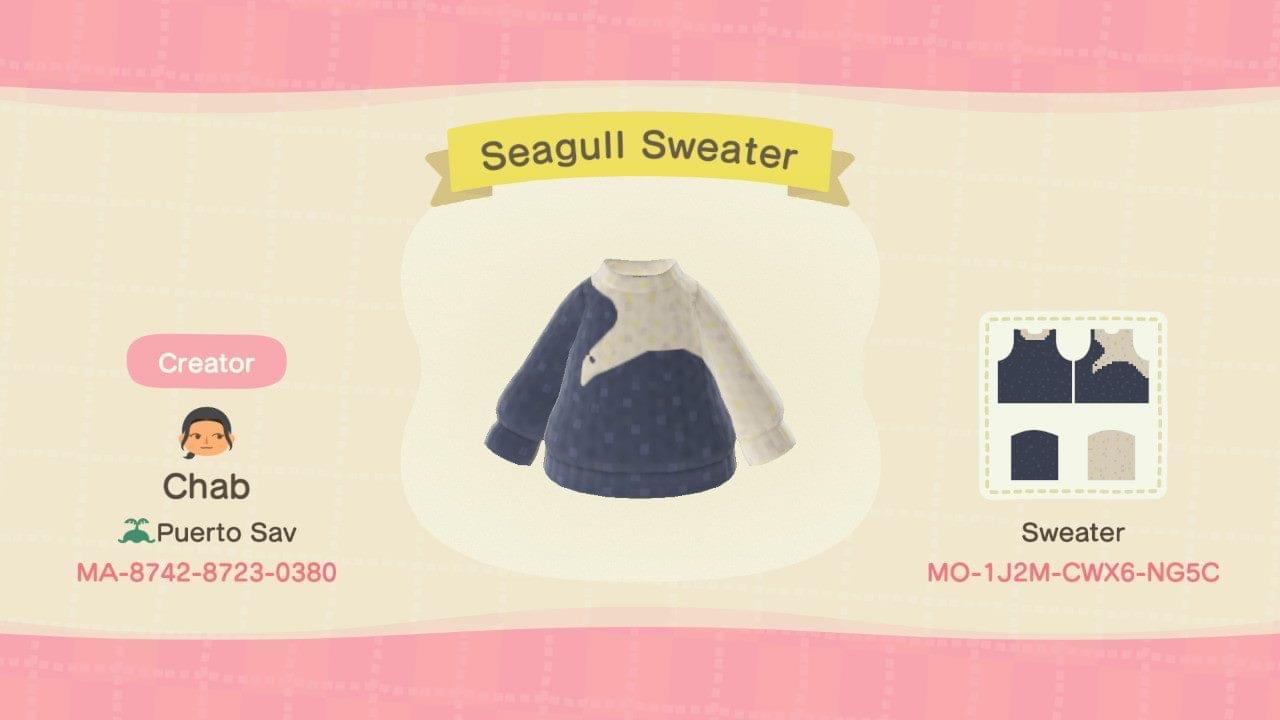 Seagull Sweater
Creator
Chab
Puerto Sav
MA-8742-8723-0380
Sweater
MO-1J2M-CWX6-NG5C